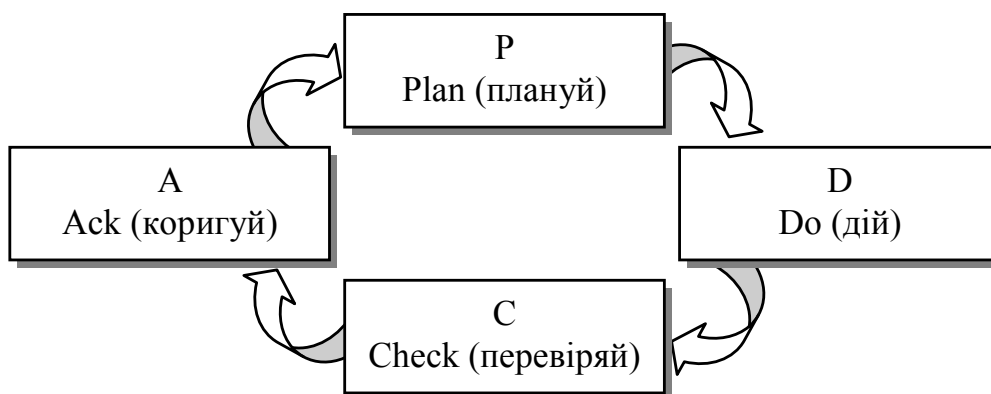 P
Plan (плануй)
A
Ack (коригуй)
D
Do (дій)
C
Check (перевіряй)